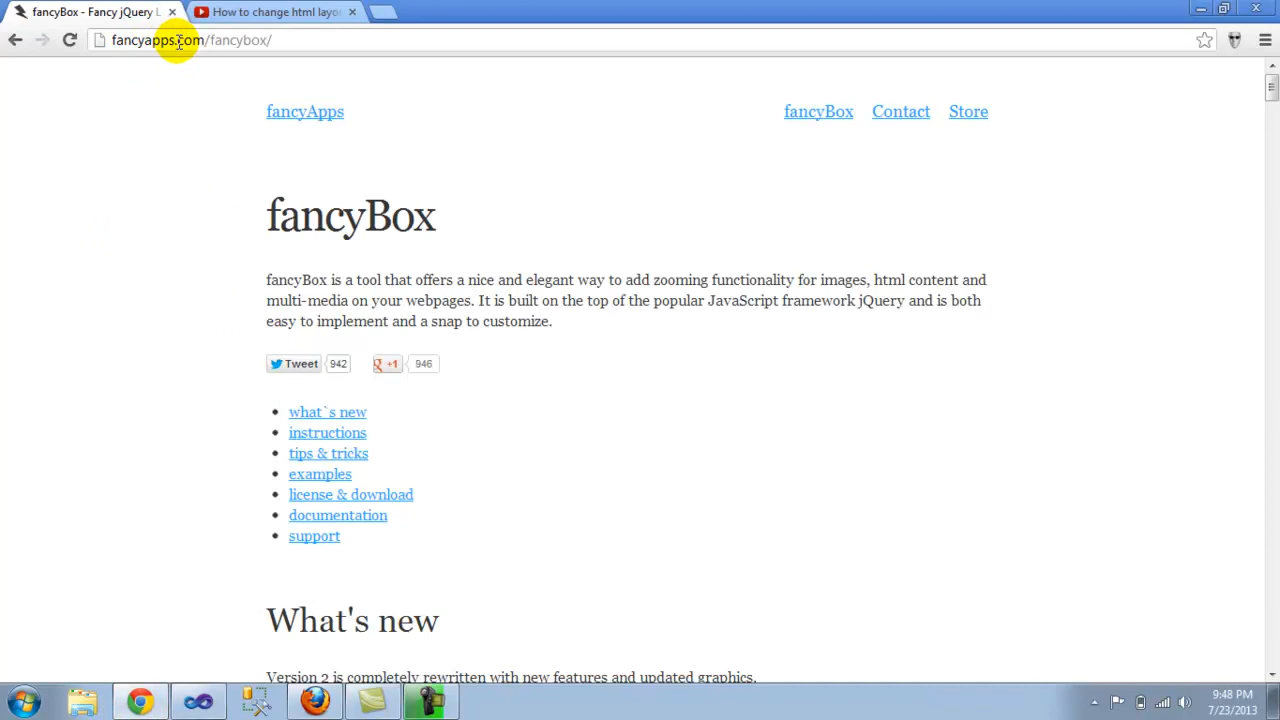 fancyBox - Fancy jQuery L
How to change html layo
fancyapps.com/fancybox/
fancyApps
fancyBox Contact Store
fancyBox
fancyBox is a tool that offers a nice and elegant way to add zooming functionality for images, html content and
multi-media on your webpages. It is built on the top of the popular JavaScript framework jQuery and is both
easy to implement and a snap to customize.
Tweet 942 +1 946
what`s new
instructions
tips & tricks
examples
license & download
documentation
support
What's new
Version 2 is completely rewritten with new features and updated graphics.
9:48 PM
7/23/2013